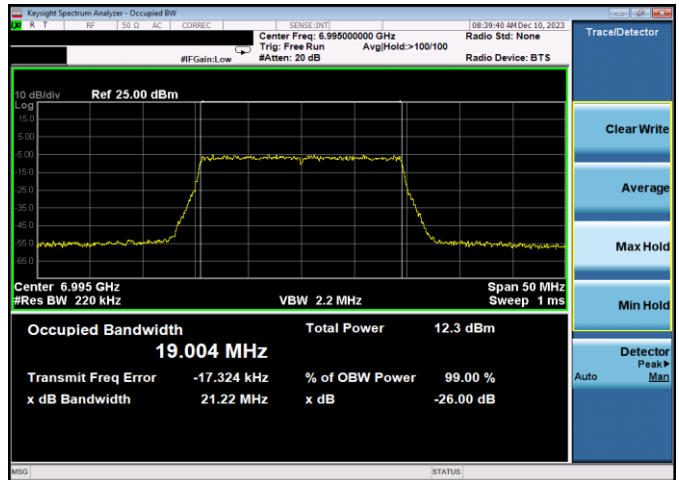 Keysight Spectrum Analyzer - Occupied BW
LXI R T RF 50 Ω AC CORREC SENSE:INT 08:39:40 AM Dec 10, 2023
Center Freq: 6.995000000 GHz Radio Std: None
Trig: Free Run Avg|Hold:>100/100
#IFGain:Low #Atten: 20 dB Radio Device: BTS
Trace/Detector
10 dB/div Ref 25.00 dBm
Log
15.0
5.00
-5.00
-15.0
-25.0
-35.0
-45.0
-55.0
-65.0
Center 6.995 GHz Span 50 MHz
#Res BW 220 kHz VBW 2.2 MHz Sweep 1 ms
Occupied Bandwidth Total Power 12.3 dBm
19.004 MHz
Transmit Freq Error -17.324 kHz % of OBW Power 99.00 %
x dB Bandwidth 21.22 MHz x dB -26.00 dB
Clear Write
Average
Max Hold
Min Hold
Detector
Peak▶
Auto Man
MSG STATUS